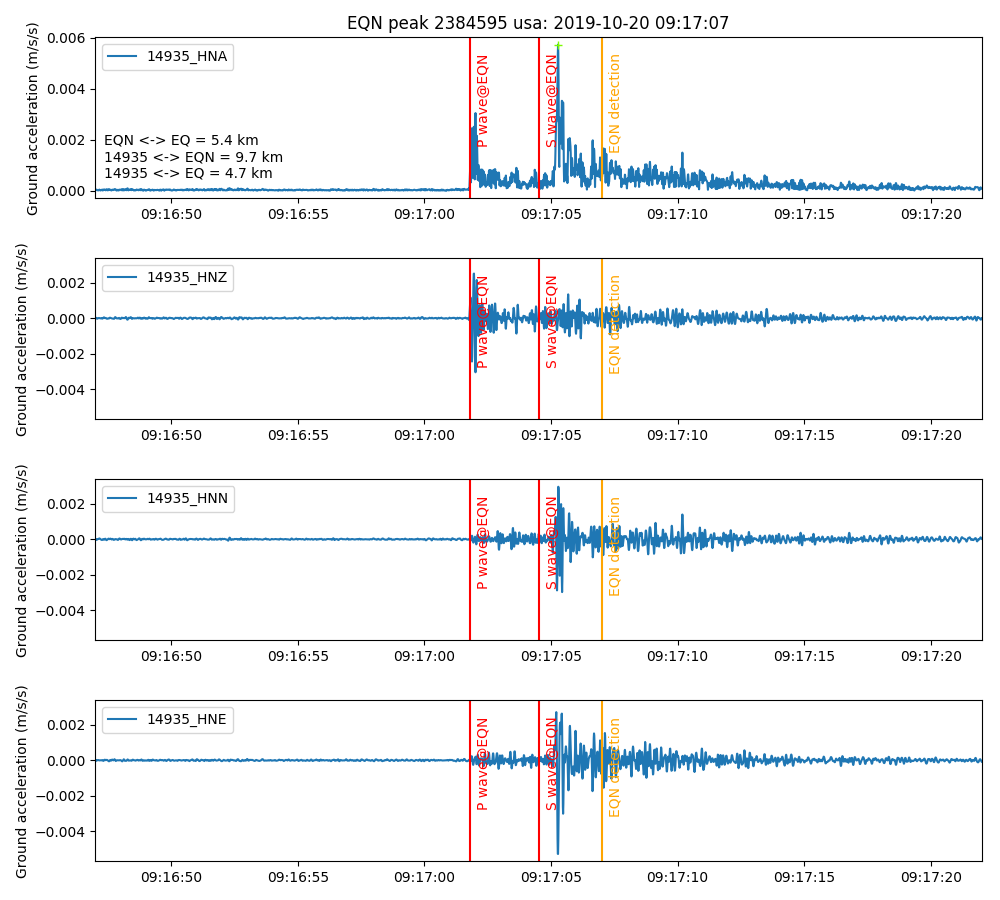 EQN peak 2384595 usa: 2019-10-20 09:17:07
Ground acceleration (m/s/s)
0.006
0.004
0.002
0.000
14935_HNA
EQN <-> EQ = 5.4 km
14935 <-> EQN = 9.7 km
14935 <-> EQ = 4.7 km
P wave@EQN
S wave@EQN
EQN detection
09:16:50 09:16:55 09:17:00 09:17:05 09:17:10 09:17:15 09:17:20
Ground acceleration (m/s/s)
0.002
0.000
−0.002
−0.004
14935_HNZ
P wave@EQN
S wave@EQN
EQN detection
09:16:50 09:16:55 09:17:00 09:17:05 09:17:10 09:17:15 09:17:20
Ground acceleration (m/s/s)
0.002
0.000
−0.002
−0.004
14935_HNN
P wave@EQN
S wave@EQN
EQN detection
09:16:50 09:16:55 09:17:00 09:17:05 09:17:10 09:17:15 09:17:20
Ground acceleration (m/s/s)
0.002
0.000
−0.002
−0.004
14935_HNE
P wave@EQN
S wave@EQN
EQN detection
09:16:50 09:16:55 09:17:00 09:17:05 09:17:10 09:17:15 09:17:20